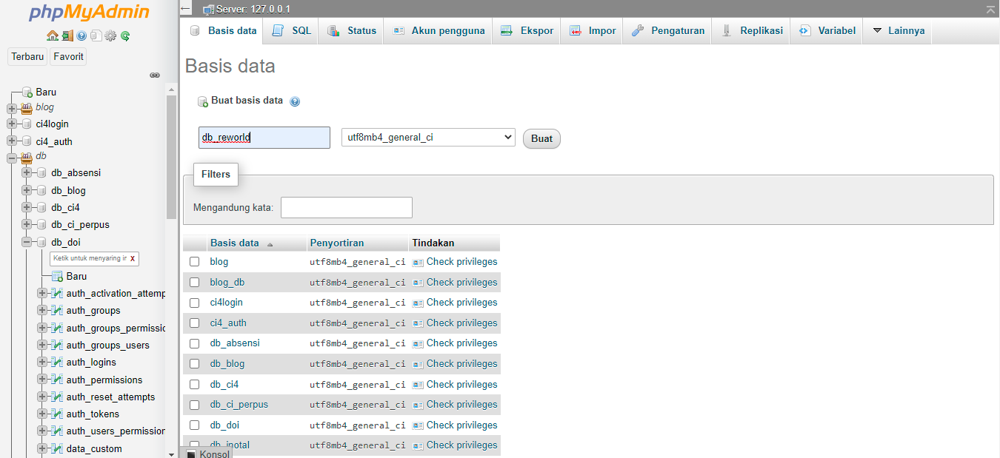 phpMyAdmin
Terbaru Favorit
Baru
blog
ci4login
ci4_auth
db
db_absensi
db_blog
db_ci4
db_ci_perpus
db_doi
Ketik untuk menyaring ir X
Baru
auth_activation_attemp
auth_groups
auth_groups_permissic
auth_groups_users
auth_logins
auth_permissions
auth_reset_attempts
auth_tokens
auth_users_permission
data_custom
Server: 127.0.0.1
Basis data SQL Status Akun pengguna Ekspor Impor Pengaturan Replikasi Variabel Lainnya
Basis data
Buat basis data
db_reworld utf8mb4_general_ci Buat
Filters
Mengandung kata:
Basis data Penyortiran Tindakan
blog utf8mb4_general_ci Check privileges
blog_db utf8mb4_general_ci Check privileges
ci4login utf8mb4_general_ci Check privileges
ci4_auth utf8mb4_general_ci Check privileges
db_absensi utf8mb4_general_ci Check privileges
db_blog utf8mb4_general_ci Check privileges
db_ci4 utf8mb4_general_ci Check privileges
db_ci_perpus utf8mb4_general_ci Check privileges
db_doi utf8mb4_general_ci Check privileges
db_inotal utf8mb4_general_ci Check privileges
Konsol